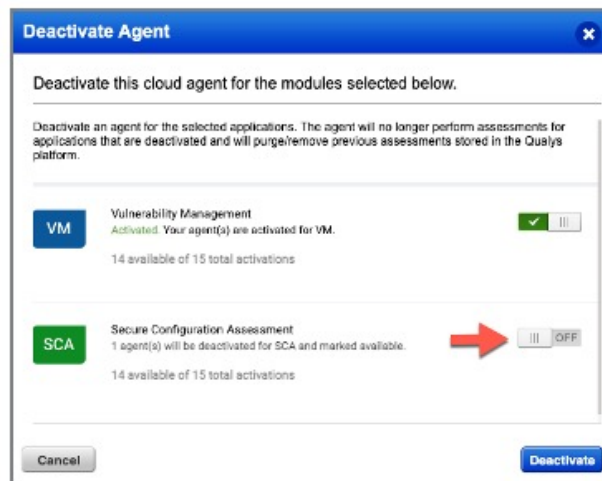 Deactivate Agent
Deactivate this cloud agent for the modules selected below.
Deactivate an agent for the selected applications. The agent will no longer perform assessments for
applications that are deactivated and will purge/remove previous assessments stored in the Qualys
platform.
VM
Vulnerability Management
Activated. Your agent(s) are activated for VM.
14 available of 15 total activations
SCA
Secure Configuration Assessment
1 agent(s) will be deactivated for SCA and marked available.
OFF
14 available of 15 total activations
Cancel
Deactivate